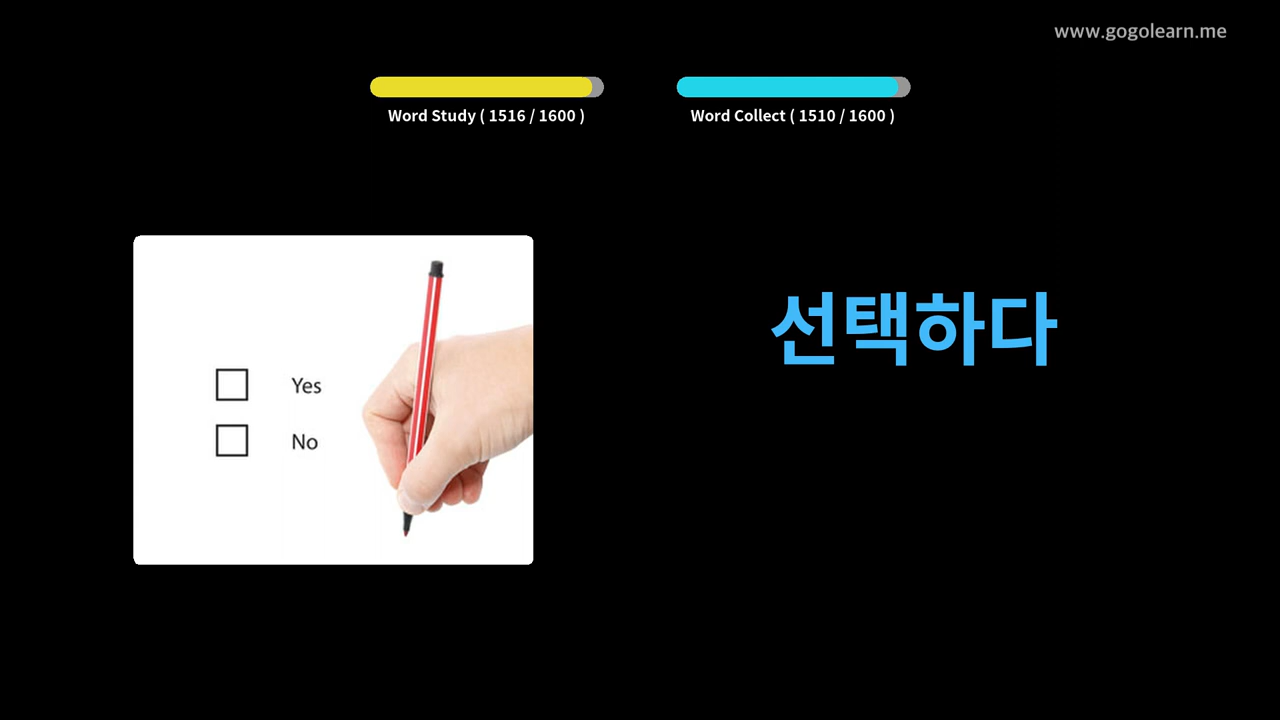 www.gogolearn.me
Word Study ( 1516 / 1600 )
Word Collect ( 1510 / 1600 )
Yes
No
선택하다